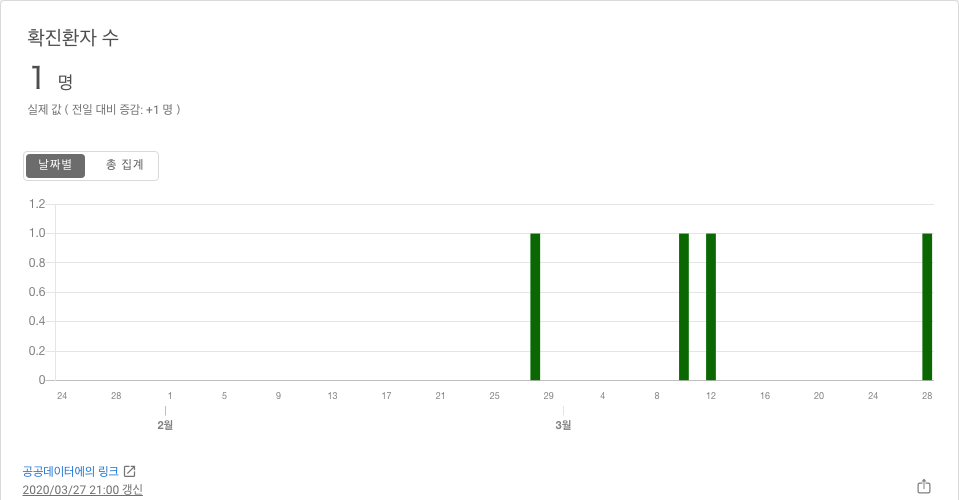 확진환자 수
1 명
실제 값 ( 전일 대비 증감: +1 명 )
날짜별 총 집계
1.2
1.0
0.8
0.6
0.4
0.2
0
24 28 1 5 9 13 17 21 25 29 4 8 12 16 20 24 28
2월 3월
공공데이터에의 링크
2020/03/27 21:00 갱신